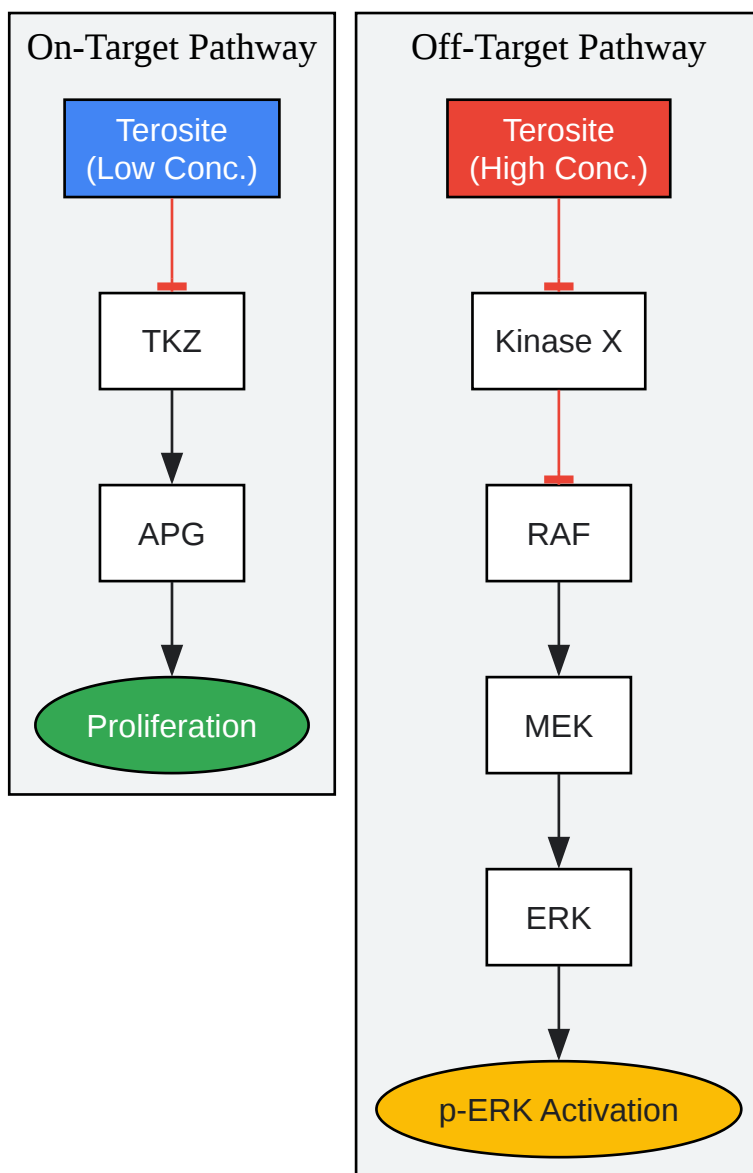 On-Target Pathway
Terosite
(Low Conc.)
TKZ
APG
Proliferation
Off-Target Pathway
Terosite
(High Conc.)
Kinase X
RAF
MEK
ERK
p-ERK Activation